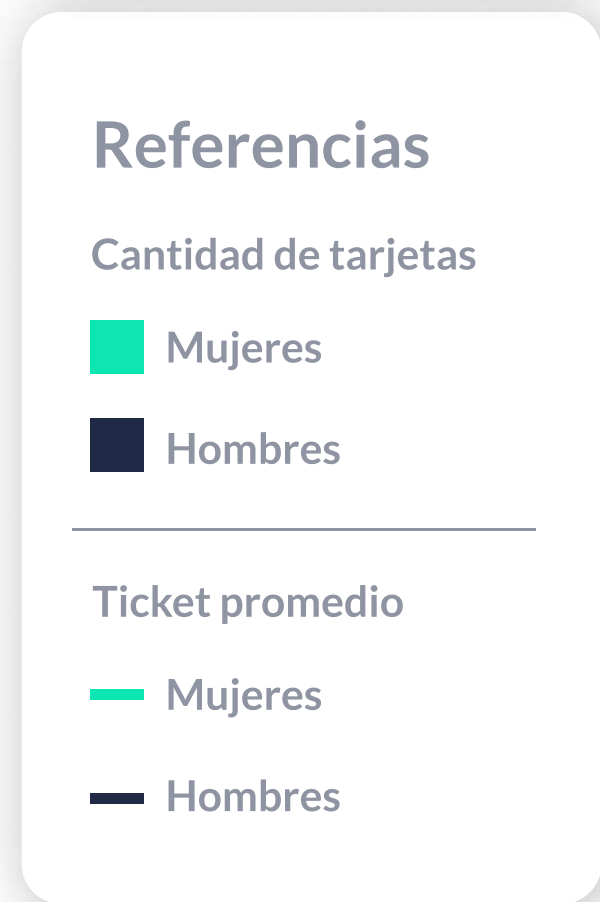 Referencias
Cantidad de tarjetas
Mujeres
Hombres
Ticket promedio
Mujeres
Hombres